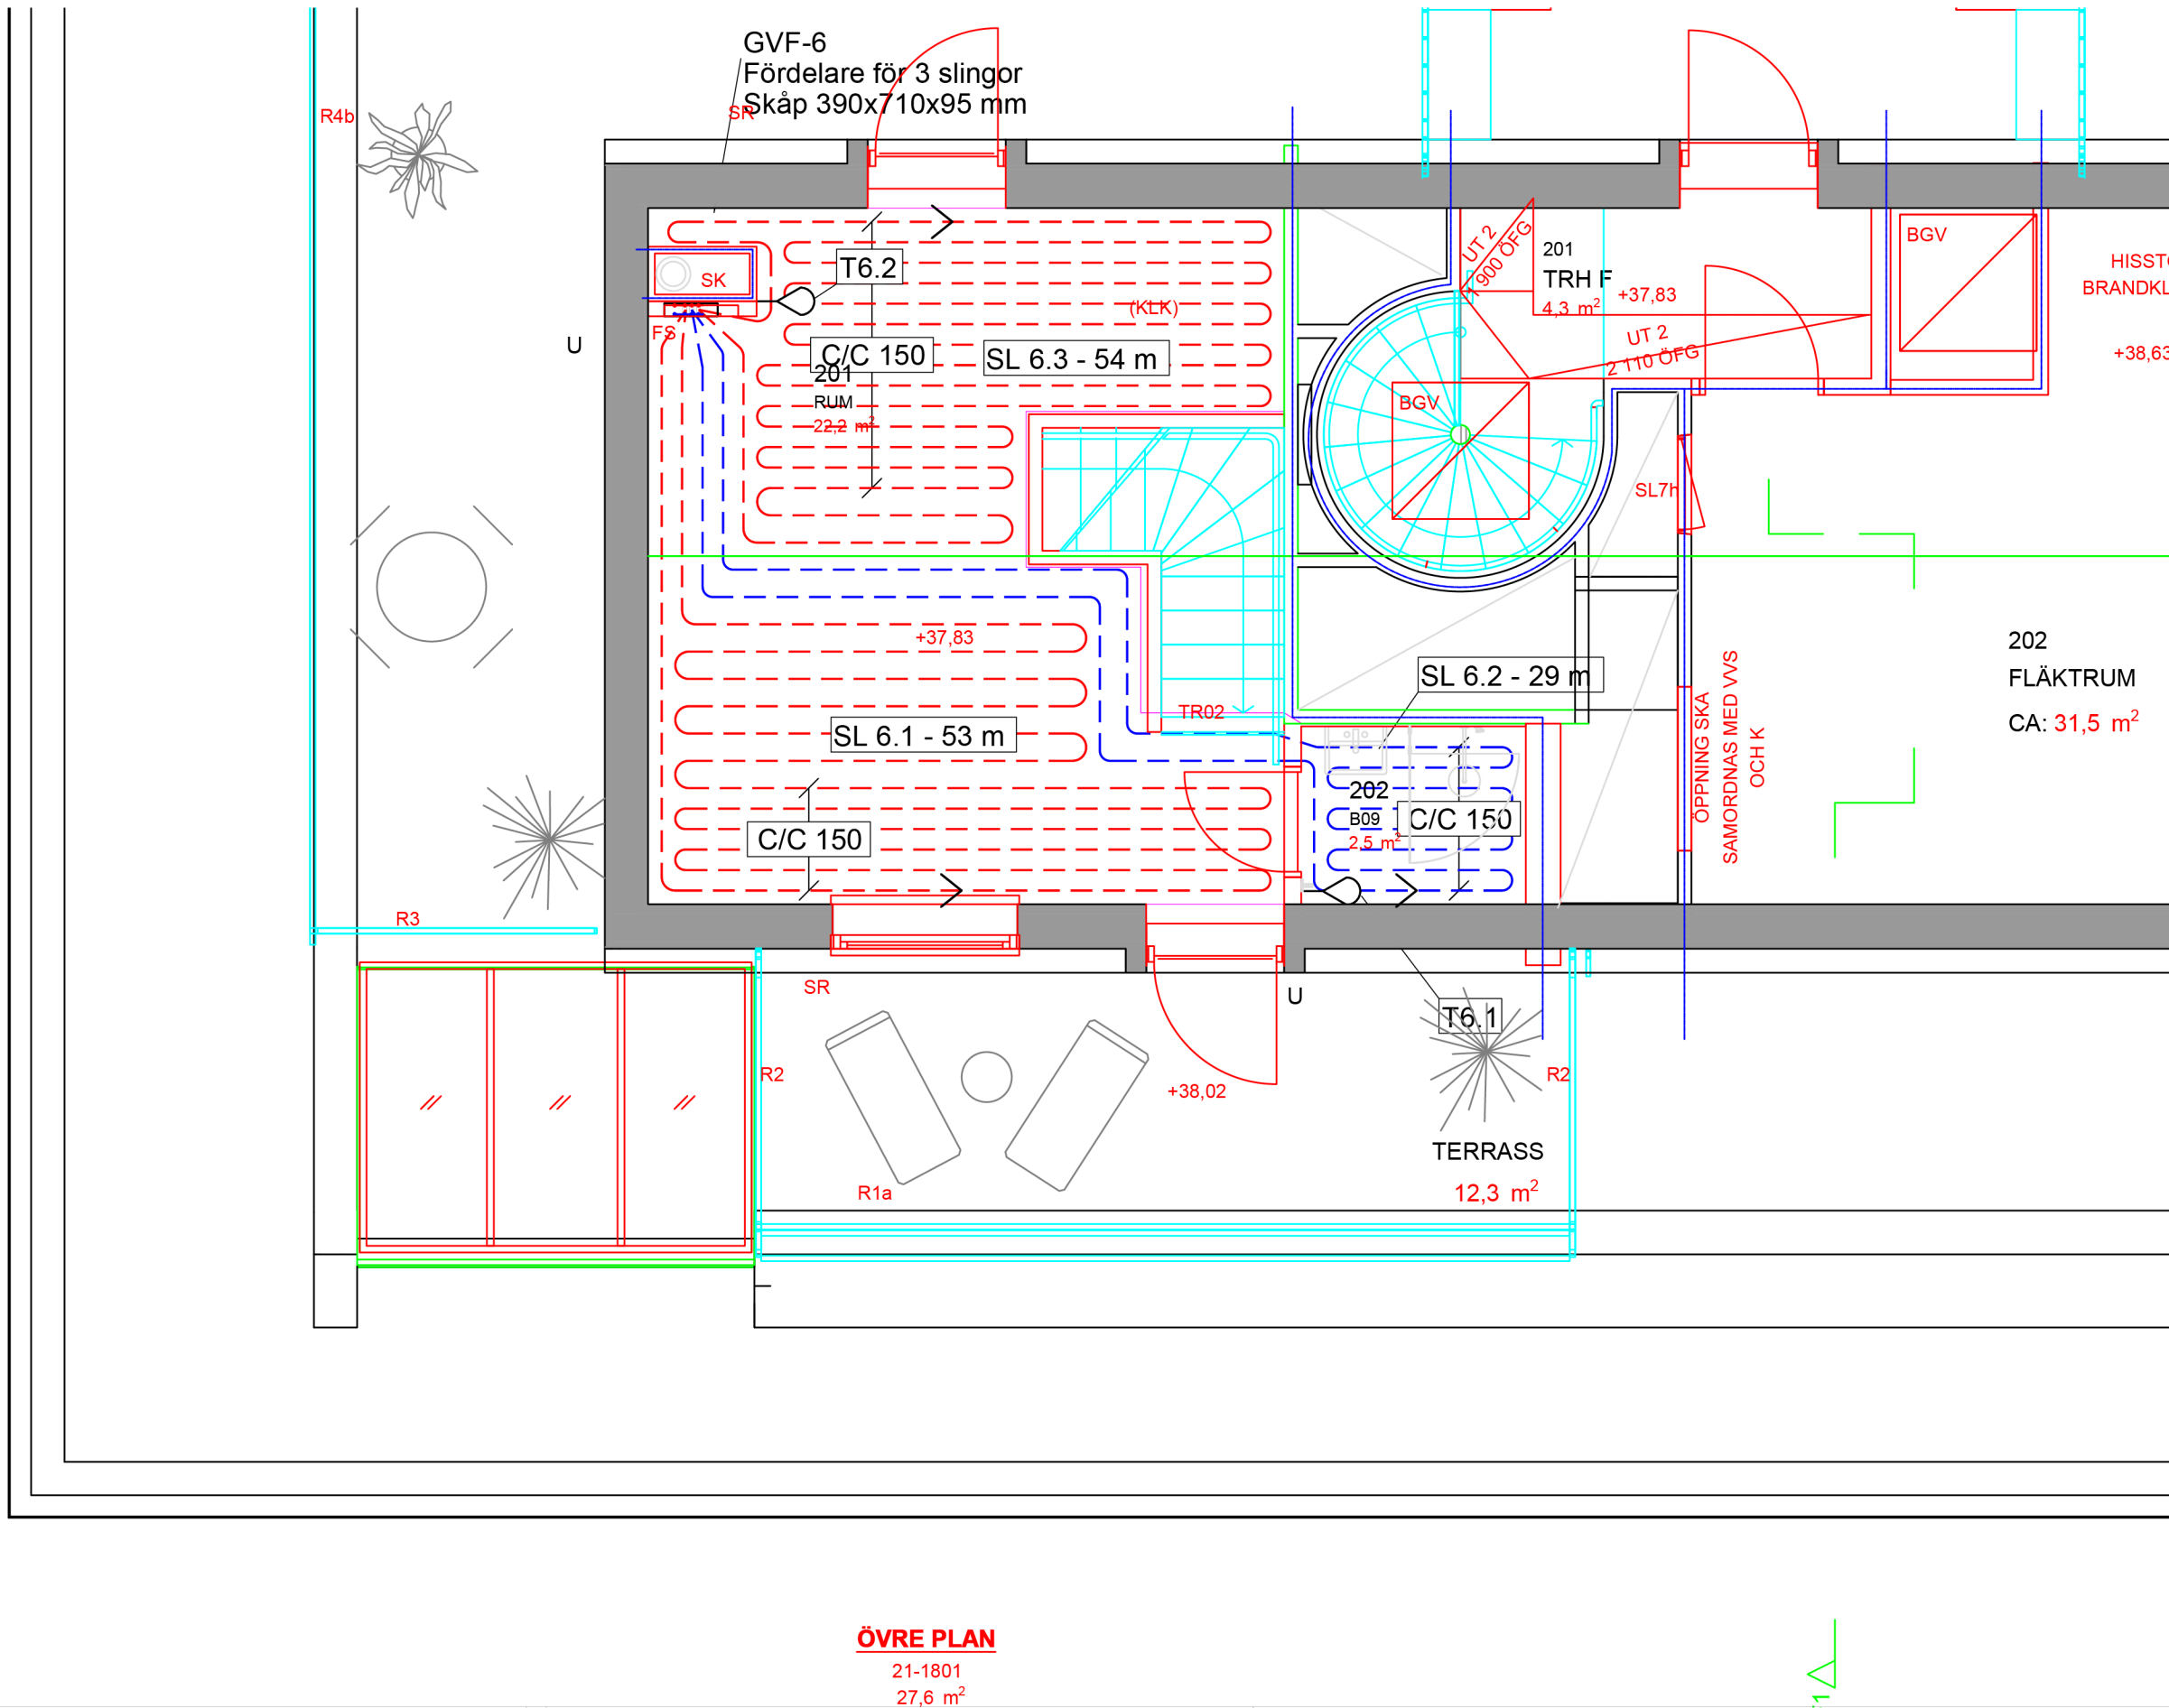 GVF-6
Fördelare för 3 slingor
Skåp 390x710x95 mm
SR
R4b
T6.2
SK
(KLK)
FS
U
C/C 150
SL 6.3 - 54 m
201
RUM
22,2 m²
UT 2
1 900 ÖFG
201
TRH F
4,3 m²
+37,83
UT 2
2 110 ÖFG
BGV
BRANDKL
+38,63
BGV
SL7h
+37,83
SL 6.1 - 53 m
TR02
SL 6.2 - 29 m
C/C 150
202
B09
2,5 m²
C/C 150
ÖPPNING SKA
SAMORDNAS MED VVS
OCH K
202
FLÄKTRUM
CA: 31,5 m²
R3
SR
U
T6.1
R2
+38,02
R2
TERRASS
12,3 m²
R1a
ÖVRE PLAN
21-1801
27,6 m²